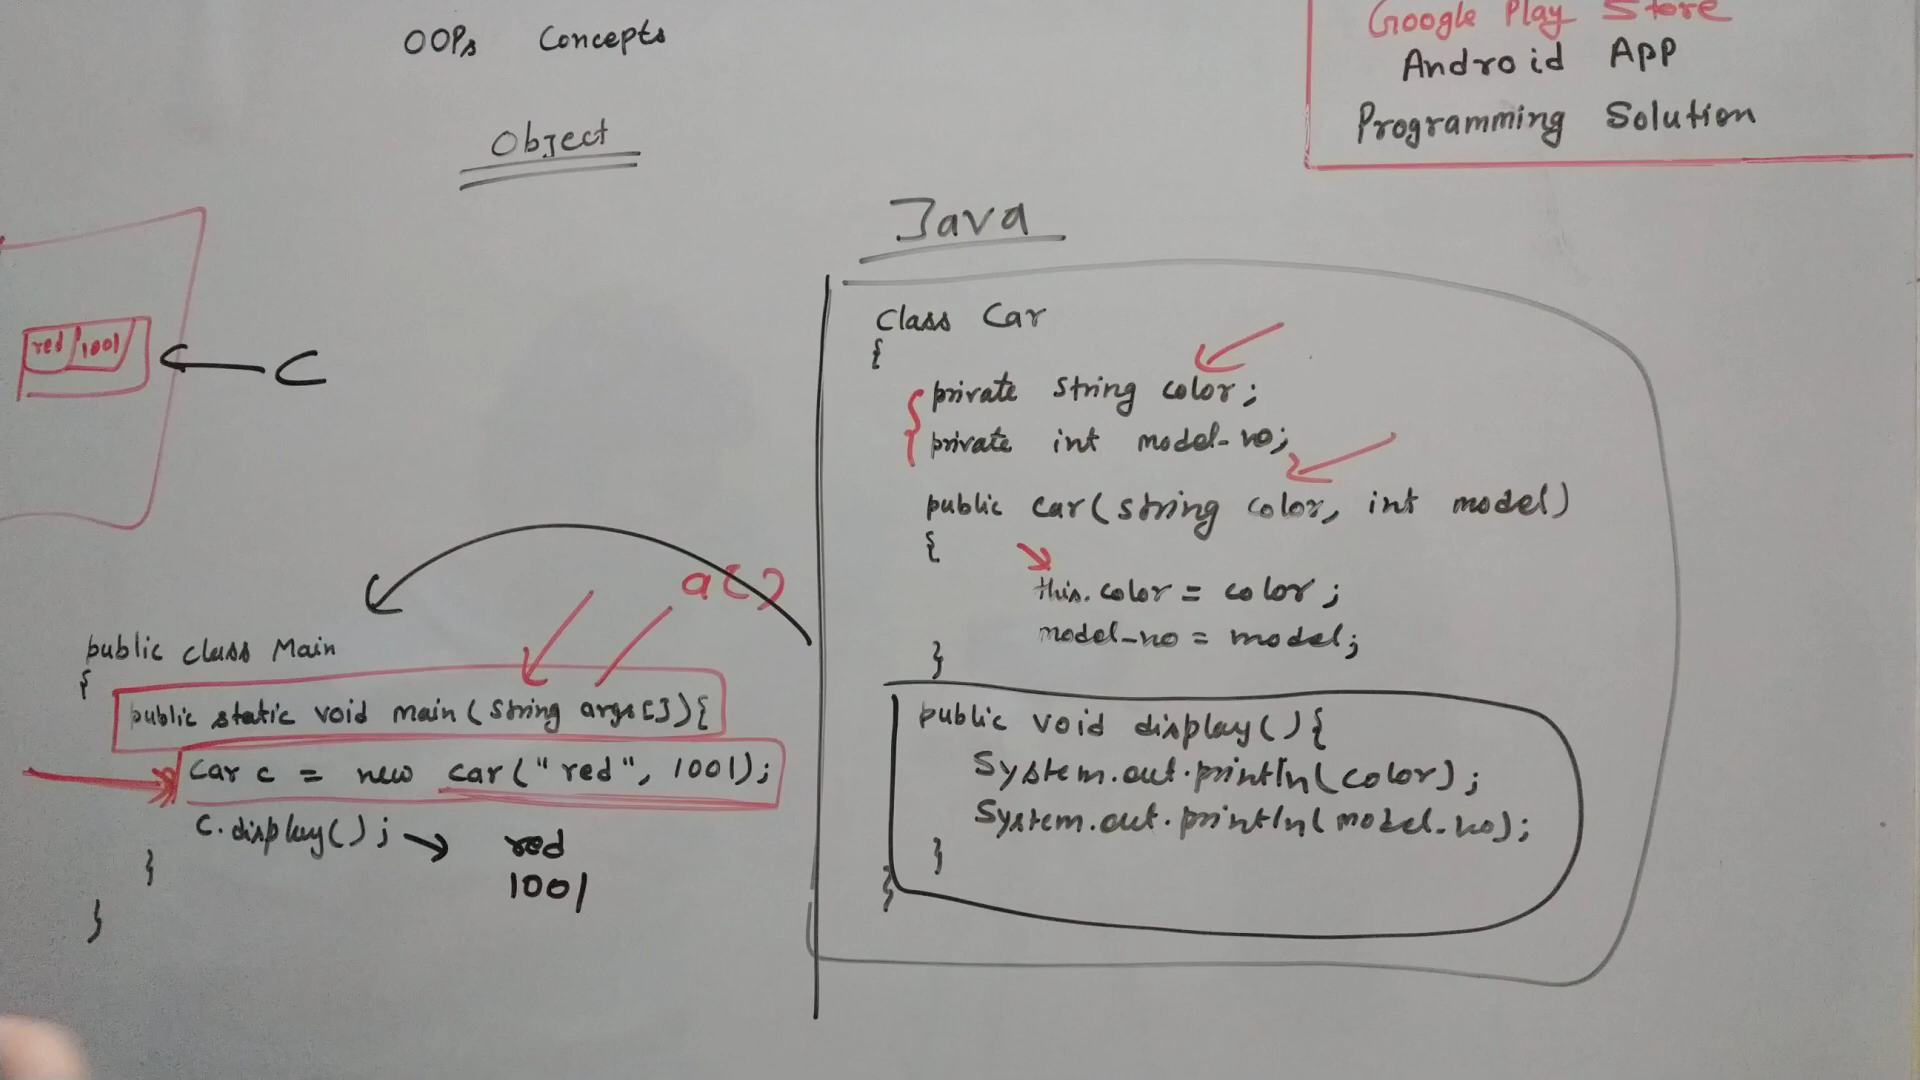 OOPs Concepts
Object
Google Play Store
Android App
Programming Solution
Java
red 1001
C
class Car
{
private String color;
private int model-no;
public car(string color, int model)
{
this.color = color;
model-no = model;
}
public void display(){
System.out.println(color);
System.out.println(model-no);
}
}
a()
public class Main
{
public static void main(String args[]){
Car c = new car("red", 1001);
c.display();
red
1001
}
}